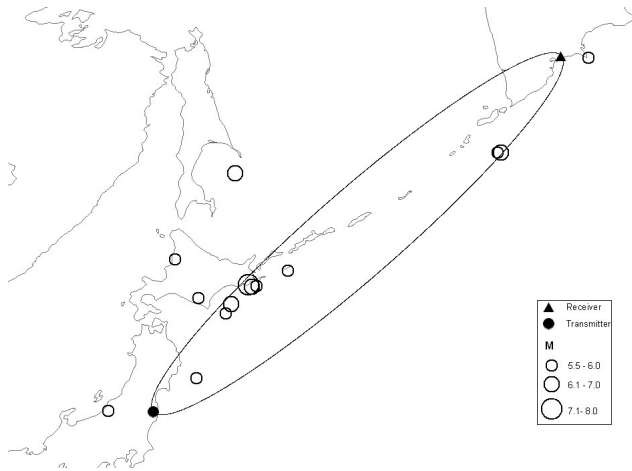 Receiver
Transmitter
M
5.5 - 6.0
6.1 - 7.0
7.1- 8.0